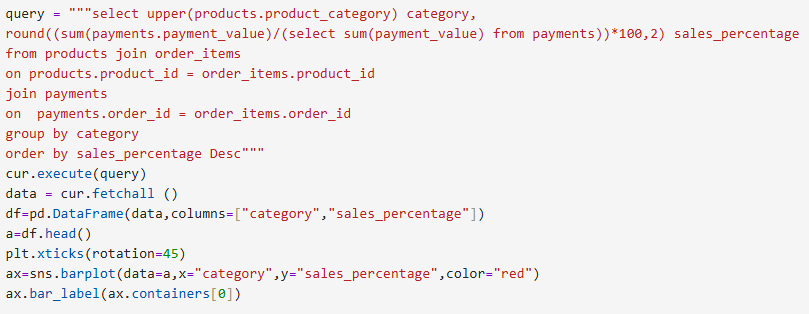 query = """select upper(products.product_category) category,
round((sum(payments.payment_value)/(select sum(payment_value) from payments))*100,2) sales_percentage
from products join order_items
on products.product_id = order_items.product_id
join payments
on  payments.order_id = order_items.order_id
group by category
order by sales_percentage Desc"""
cur.execute(query)
data = cur.fetchall ()
df=pd.DataFrame(data,columns=["category","sales_percentage"])
a=df.head()
plt.xticks(rotation=45)
ax=sns.barplot(data=a,x="category",y="sales_percentage",color="red")
ax.bar_label(ax.containers[0])